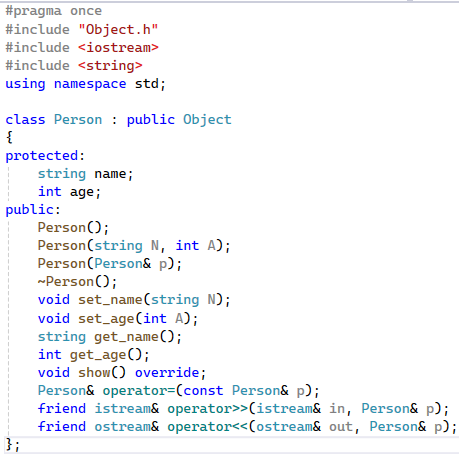 #pragma once
#include "Object.h"
#include <iostream>
#include <string>
using namespace std;

class Person : public Object
{
protected:
    string name;
    int age;
public:
    Person();
    Person(string N, int A);
    Person(Person& p);
    ~Person();
    void set_name(string N);
    void set_age(int A);
    string get_name();
    int get_age();
    void show() override;
    Person& operator=(const Person& p);
    friend istream& operator>>(istream& in, Person& p);
    friend ostream& operator<<(ostream& out, Person& p);
};